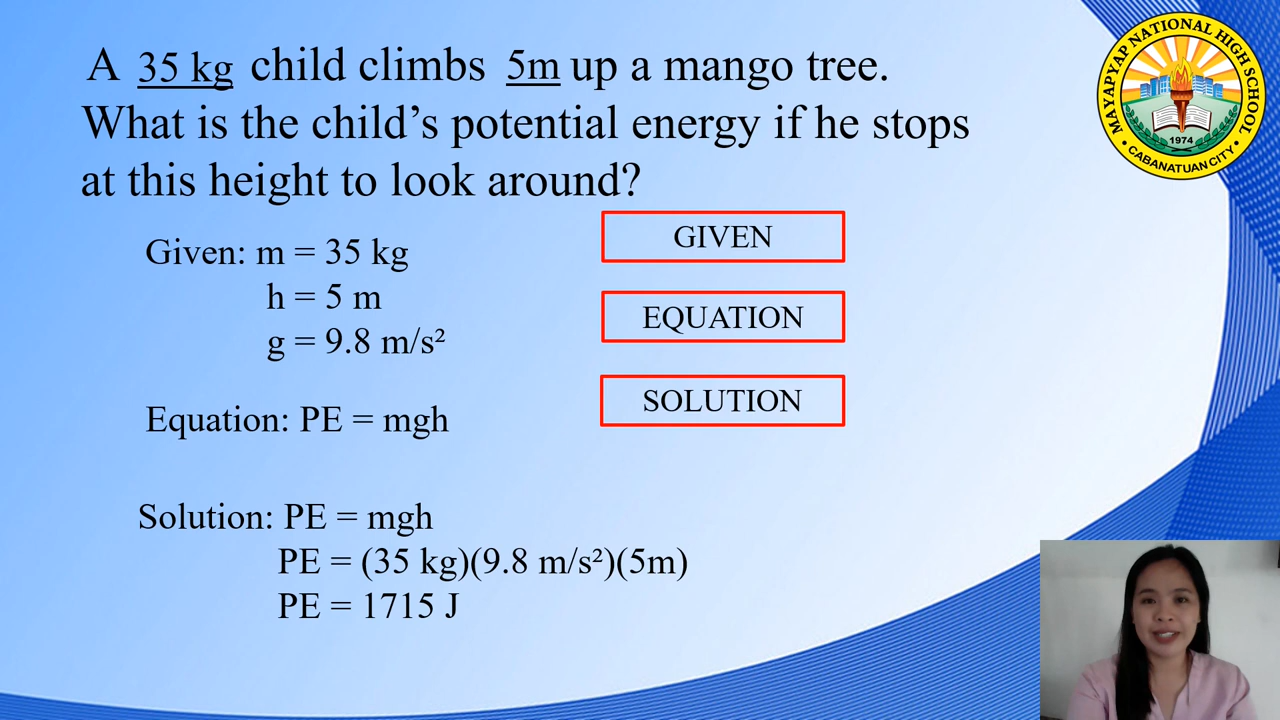 A 35 kg child climbs 5m up a mango tree.
What is the child’s potential energy if he stops
at this height to look around?
Given: m = 35 kg
h = 5 m
g = 9.8 m/s²
Equation: PE = mgh
Solution: PE = mgh
PE = (35 kg)(9.8 m/s²)(5m)
PE = 1715 J
GIVEN
EQUATION
SOLUTION
MAYAPYAP NATIONAL HIGH SCHOOL
1974
• CABANATUAN CITY •